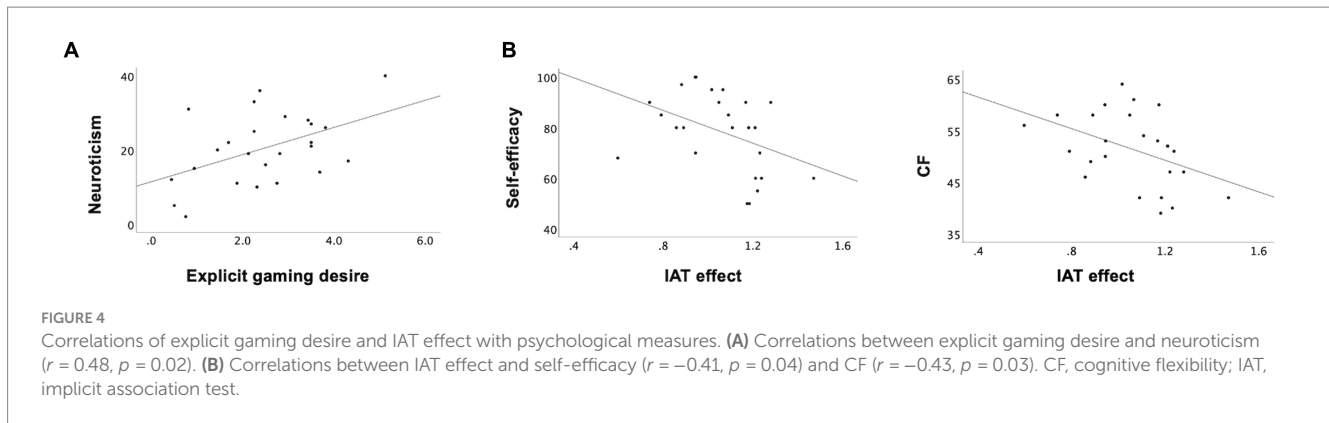 A
B
Neuroticism
40
20
0
.0 2.0 4.0 6.0
Explicit gaming desire
Self-efficacy
100
80
60
40
.4 .8 1.2 1.6
IAT effect
CF
65
55
45
35
.4 .8 1.2 1.6
IAT effect
FIGURE 4
Correlations of explicit gaming desire and IAT effect with psychological measures. (A) Correlations between explicit gaming desire and neuroticism
(r = 0.48, p = 0.02). (B) Correlations between IAT effect and self-efficacy (r = −0.41, p = 0.04) and CF (r = −0.43, p = 0.03). CF, cognitive flexibility; IAT,
implicit association test.